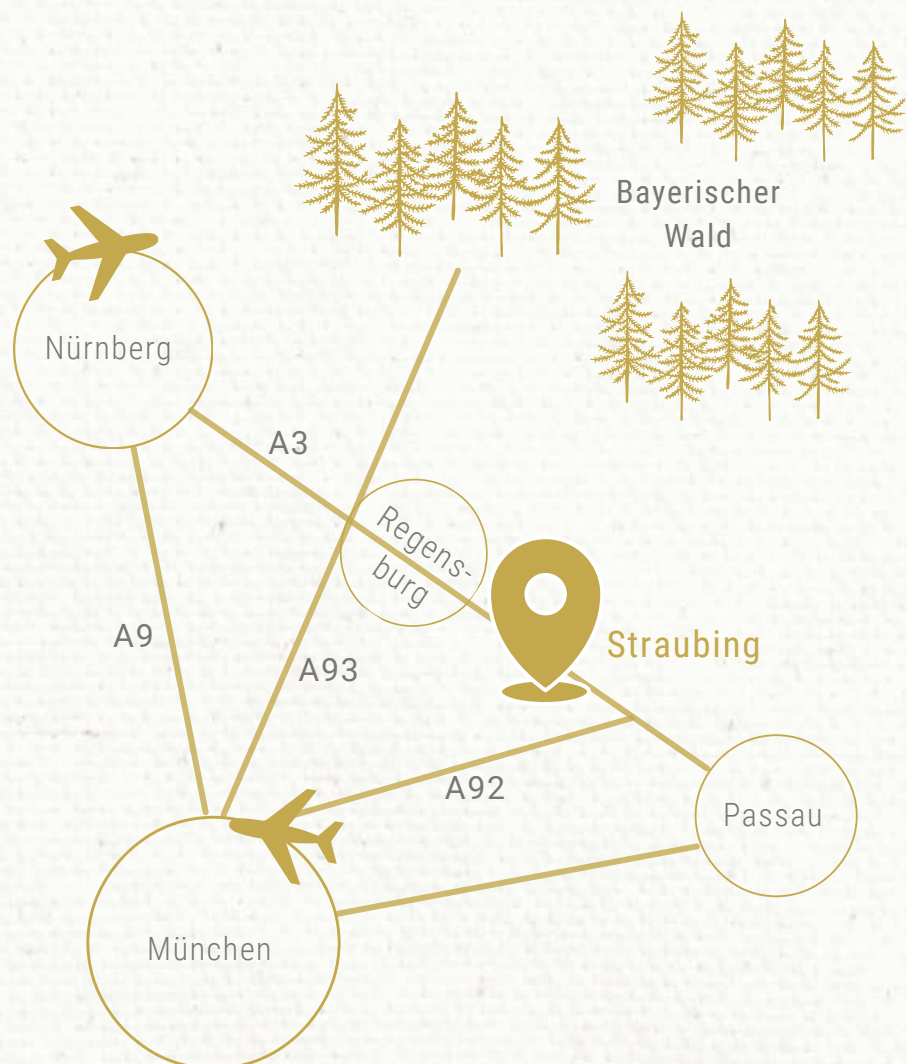 Bayerischer
Wald
Nürnberg
A3
Regens-
burg
A9
Straubing
A93
A92
Passau
München